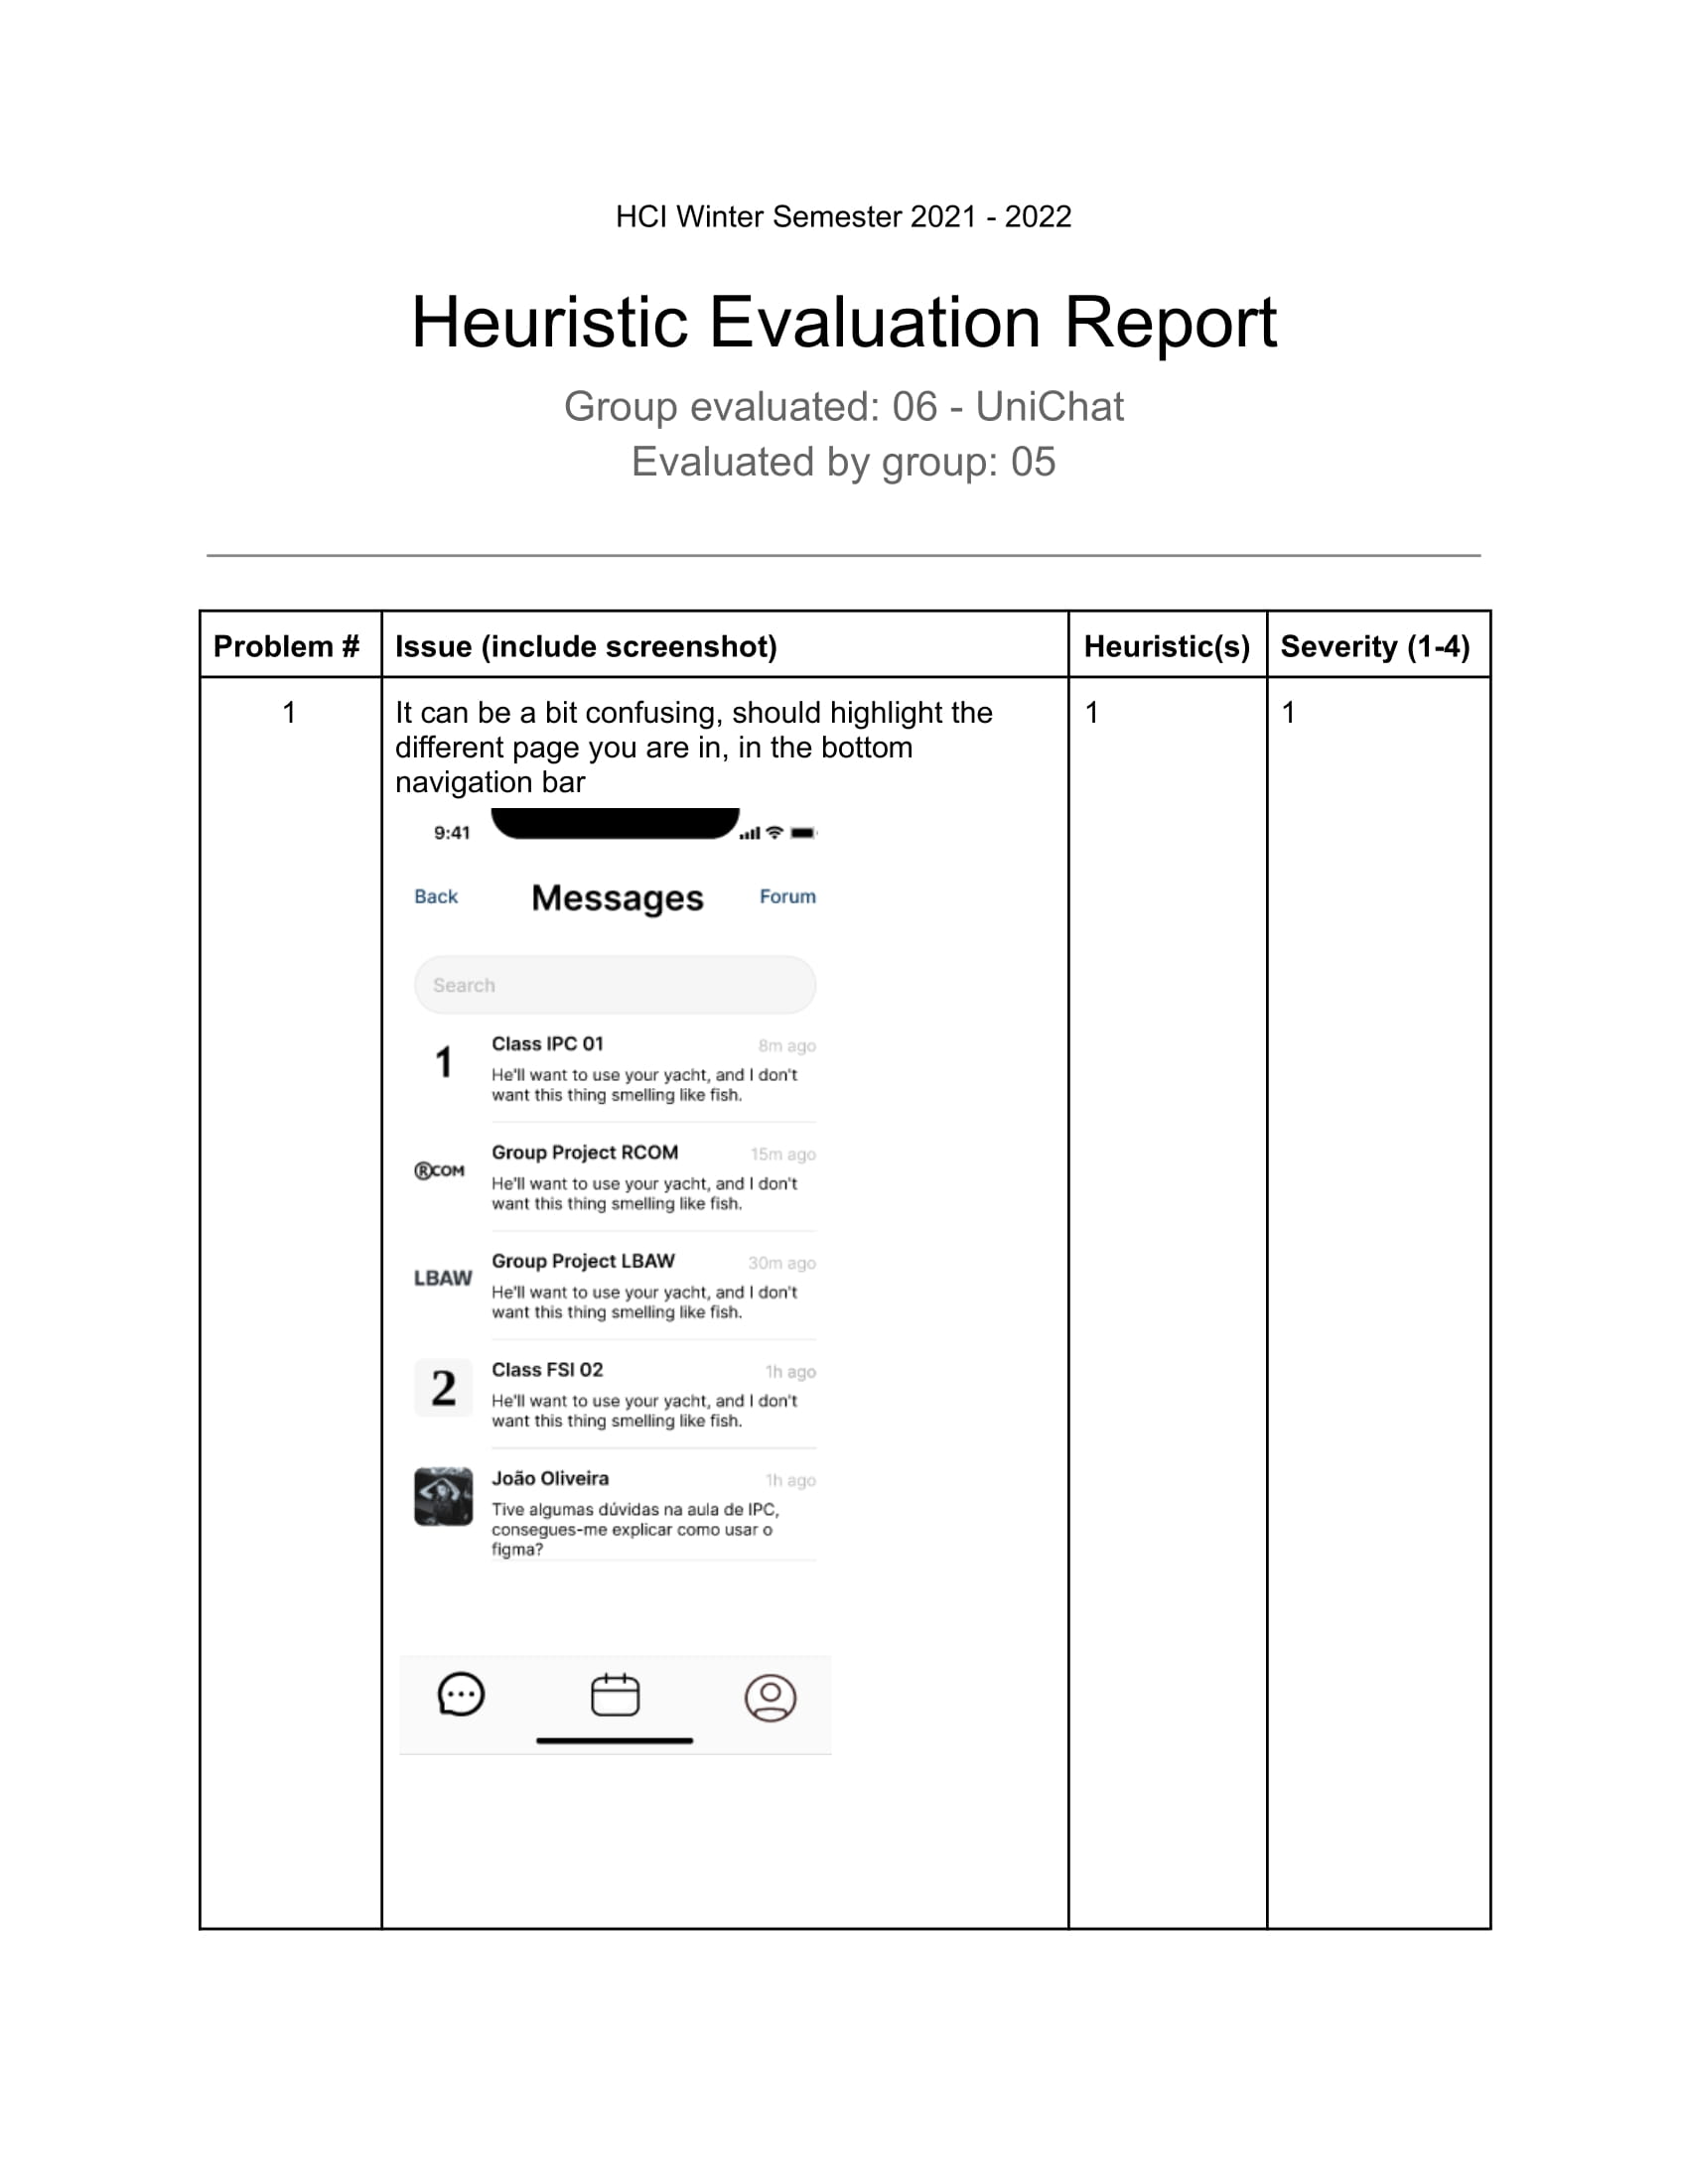 HCI Winter Semester 2021 - 2022
Heuristic Evaluation Report
Group evaluated: 06 - UniChat
Evaluated by group: 05
Problem # Issue (include screenshot) Heuristic(s) Severity (1-4)
1 It can be a bit confusing, should highlight the 1 1
different page you are in, in the bottom
navigation bar
9:41
Back Messages Forum
Search
Class IPC 01 8m ago
1 He'll want to use your yacht, and I don't
want this thing smelling like fish.
Group Project RCOM 15m ago
®COM He'll want to use your yacht, and I don't
want this thing smelling like fish.
Group Project LBAW 30m ago
LBAW He'll want to use your yacht, and I don't
want this thing smelling like fish.
Class FSI 02 1h ago
2 He'll want to use your yacht, and I don't
want this thing smelling like fish.
João Oliveira 1h ago
Tive algumas dúvidas na aula de IPC,
consegues-me explicar como usar o
figma?